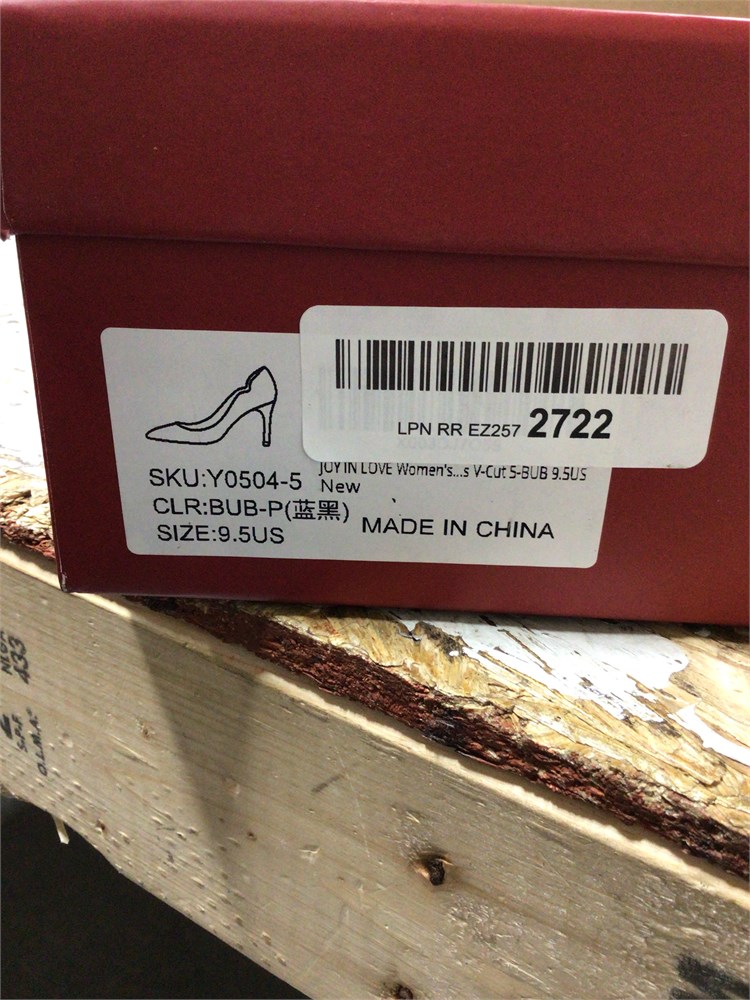 LPN RR EZ257 2722
JOY IN LOVE Women's...s V-Cut 5-BUB 9.5US
New
SKU:Y0504-5
CLR:BUB-P(蓝黑)
SIZE:9.5US
MADE IN CHINA
433
S-P-F